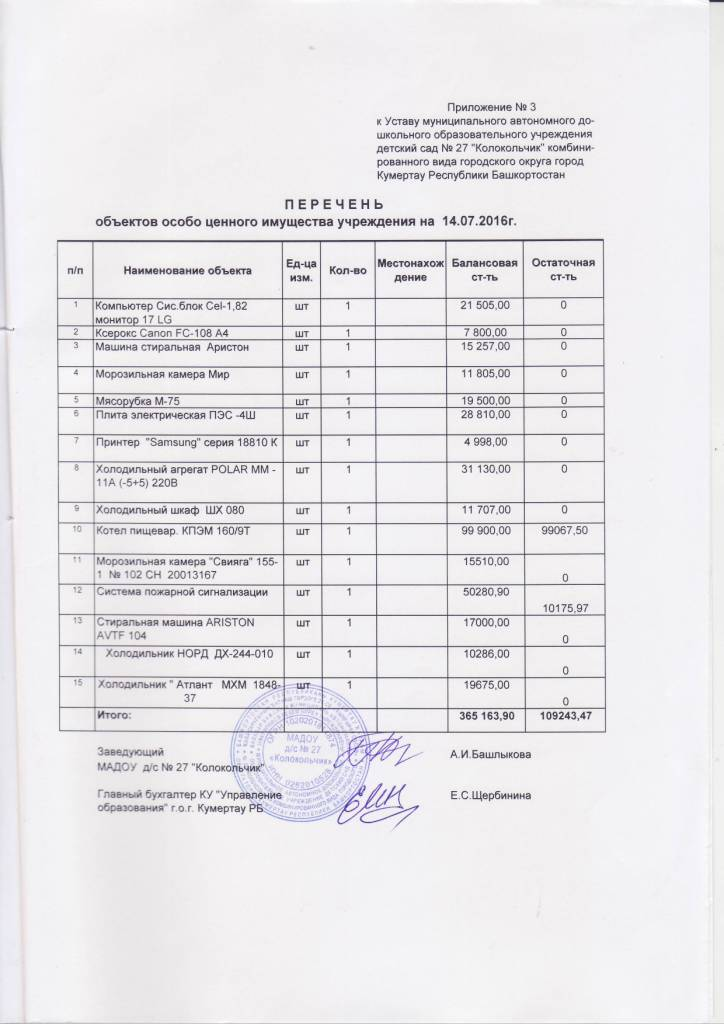 Приложение № 3
к Уставу муниципального автономного до-
школьного образовательного учреждения
детский сад № 27 "Колокольчик" комбини-
рованного вида городского округа город
Кумертау Республики Башкортостан
П Е Р Е Ч Е Н Ь
объектов особо ценного имущества учреждения на 14.07.2016г.
п/п Наименование объекта Ед-ца изм. Кол-во Местонахож дение Балансовая ст-ть Остаточная ст-ть
1 Компьютер Сис.блок Cel-1,82 шт 1 21 505,00 0
монитор 17 LG
2 Ксерокс Canon FC-108 А4 шт 1 7 800,00 0
3 Машина стиральная Аристон шт 1 15 257,00 0
4 Морозильная камера Мир шт 1 11 805,00 0
5 Мясорубка М-75 шт 1 19 500,00 0
6 Плита электрическая ПЭС -4Ш шт 1 28 810,00 0
7 Принтер "Samsung" серия 18810 К шт 1 4 998,00 0
8 Холодильный агрегат POLAR ММ - шт 1 31 130,00 0
11А (-5+5) 220В
9 Холодильный шкаф ШХ 080 шт 1 11 707,00 0
10 Котел пищевар. КПЭМ 160/9Т шт 1 99 900,00 99067,50
11 Морозильная камера "Свияга" 155- шт 1 15510,00
1 № 102 СН 20013167 0
12 Система пожарной сигнализации шт 1 50280,90
10175,97
13 Стиральная машина ARISTON шт 1 17000,00
AVTF 104 0
14 Холодильник НОРД ДХ-244-010 шт 1 10286,00
0
15 Холодильник " Атлант МХМ 1848- шт 1 19675,00
37 0
Итого: 365 163,90 109243,47
Заведующий А.И.Башлыкова
МАДОУ д/с № 27 "Колокольчик"
Главный бухгалтер КУ "Управление Е.С.Щербинина
образования" г.о.г. Кумертау РБ
МАДОУ
д/с № 27
«Колокольчик»